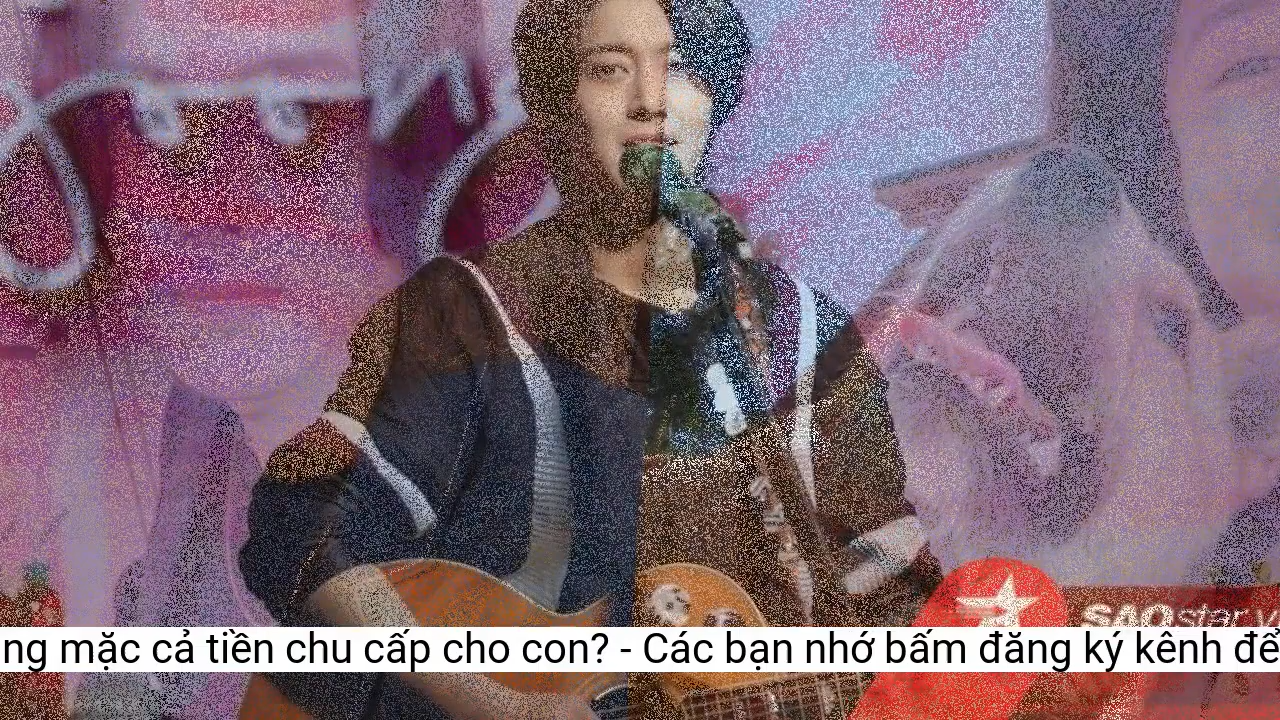 SAOstar.v
ng mặc cả tiền chu cấp cho con? - Các bạn nhớ bấm đăng ký kênh để